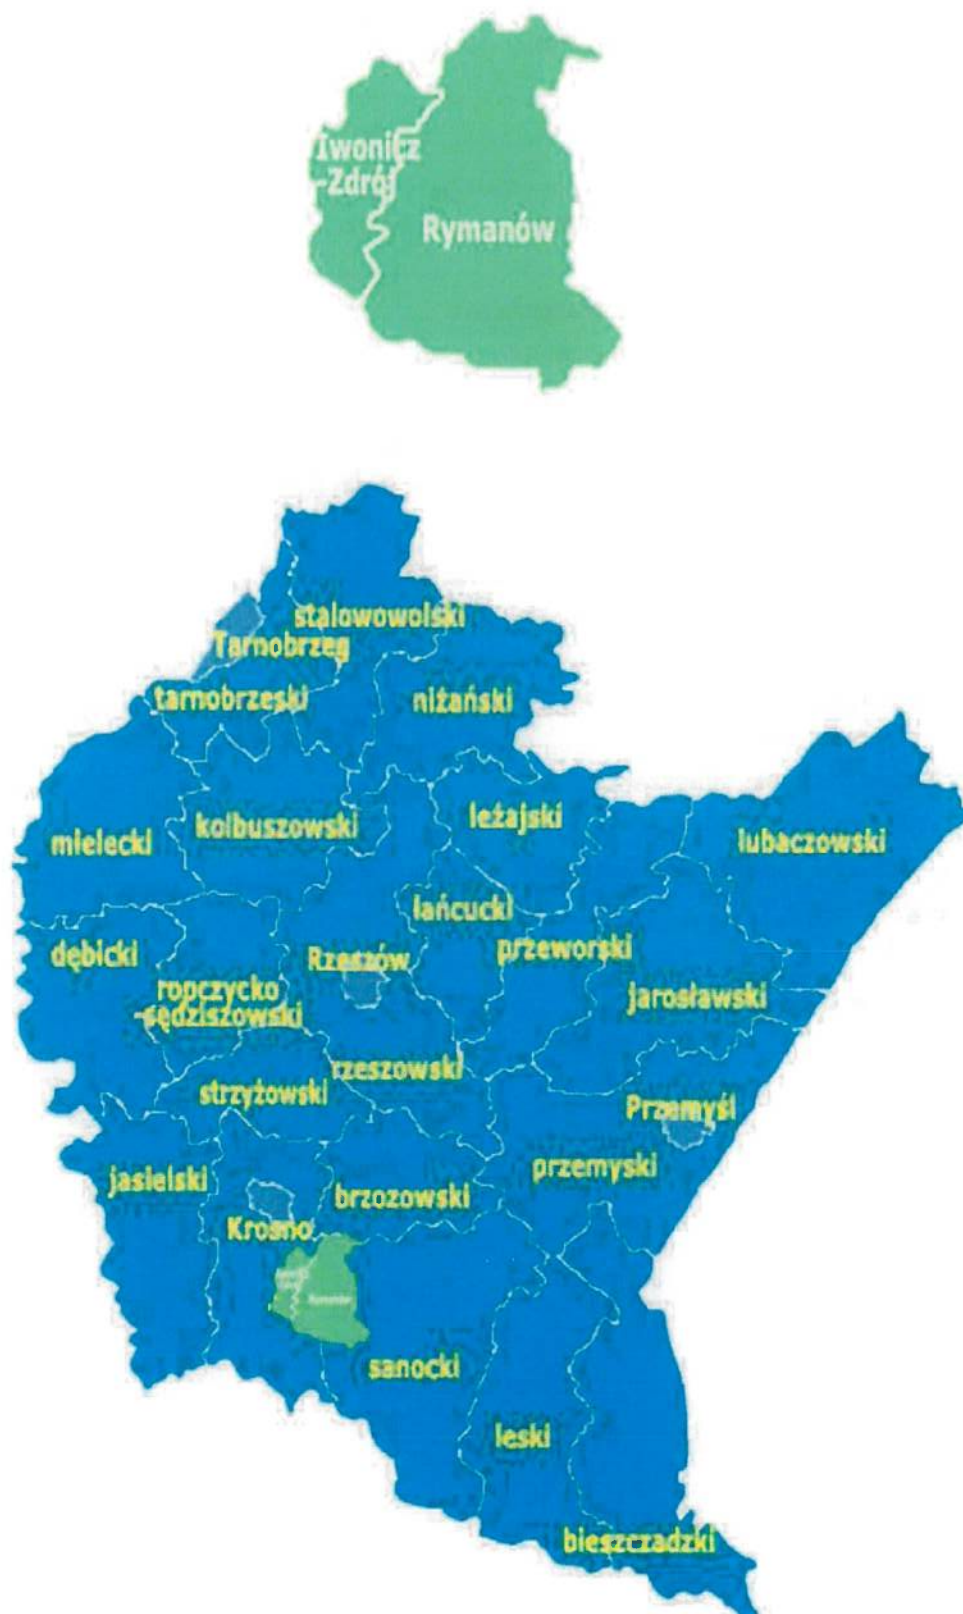 Iwonicz
-Zdrój
Rymanów
stalowowolski
Tarnobrzeg
tarnobrzeski
niżański
mielecki
kolbuszowski
leżajski
lubaczowski
łańcucki
dębicki
Rzeszów
przeworski
ropczycko
-sędziszowski
jarosławski
rzeszowski
strzyżowski
Przemyśl
jasielski
przemyski
brzozowski
Krosno
Rymanów
sanocki
leski
bieszczadzki